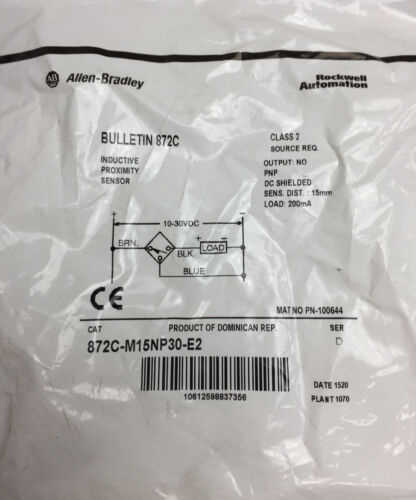 AB Allen-Bradley
Rockwell
Automation
BULLETIN 872C
INDUCTIVE
PROXIMITY
SENSOR
CLASS 2
SOURCE REQ.
OUTPUT: NO
PNP
DC SHIELDED
SENS. DIST. : 15mm
LOAD: 200mA
+ 10-30VDC −
BRN. + −
BLK. LOAD
BLUE
CE
MAT NO PN-100644
CAT PRODUCT OF DOMINICAN REP. SER
872C-M15NP30-E2 D
10612598837356
DATE 1520
PLANT 1070